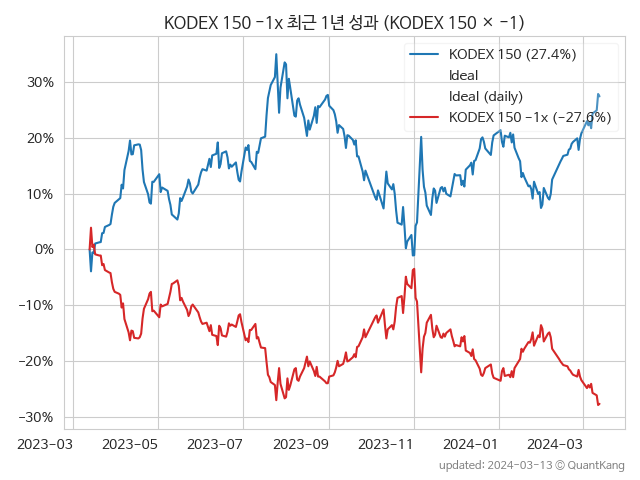 KODEX 150 −1x 최근 1년 성과 (KODEX 150 × −1)
KODEX 150 (27.4%)
Ideal
Ideal (daily)
KODEX 150 −1x (−27.6%)
30%
20%
10%
0%
−10%
−20%
−30%
2023-03 2023-05 2023-07 2023-09 2023-11 2024-01 2024-03
updated: 2024-03-13 ⓒ QuantKang